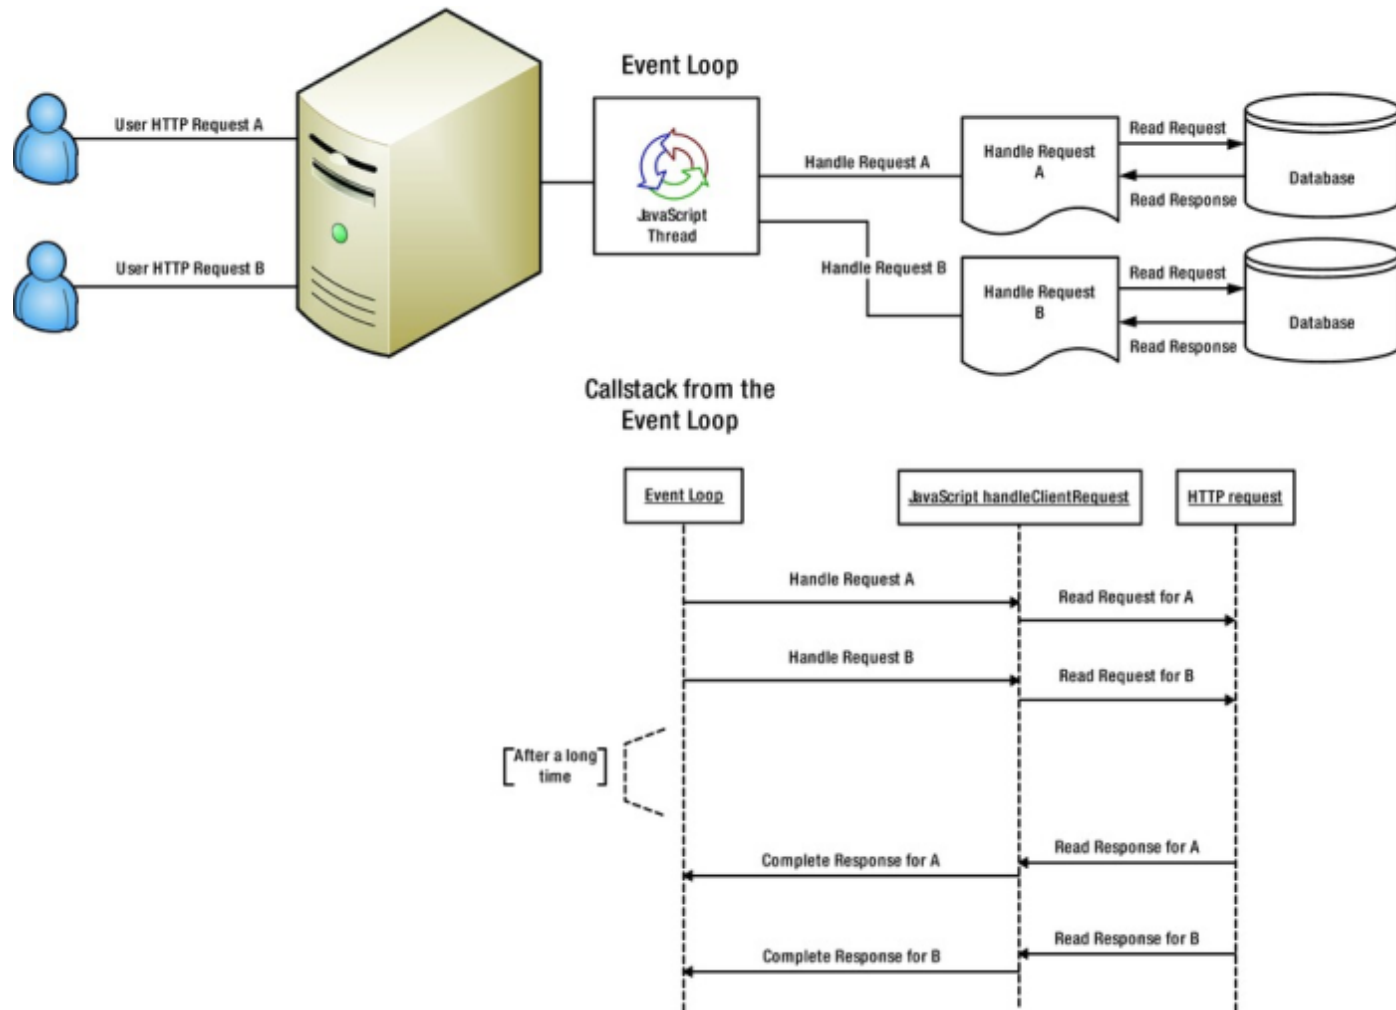 Event Loop
User HTTP Request A
User HTTP Request B
JavaScript
Thread
Handle Request A
Handle Request B
Handle Request
A
Read Request
Read Response
Database
Handle Request
B
Read Request
Read Response
Database
Callstack from the
Event Loop
Event Loop
JavaScript handleClientRequest
HTTP request
Handle Request A
Read Request for A
Handle Request B
Read Request for B
After a long
time
Read Response for A
Complete Response for A
Read Response for B
Complete Response for B